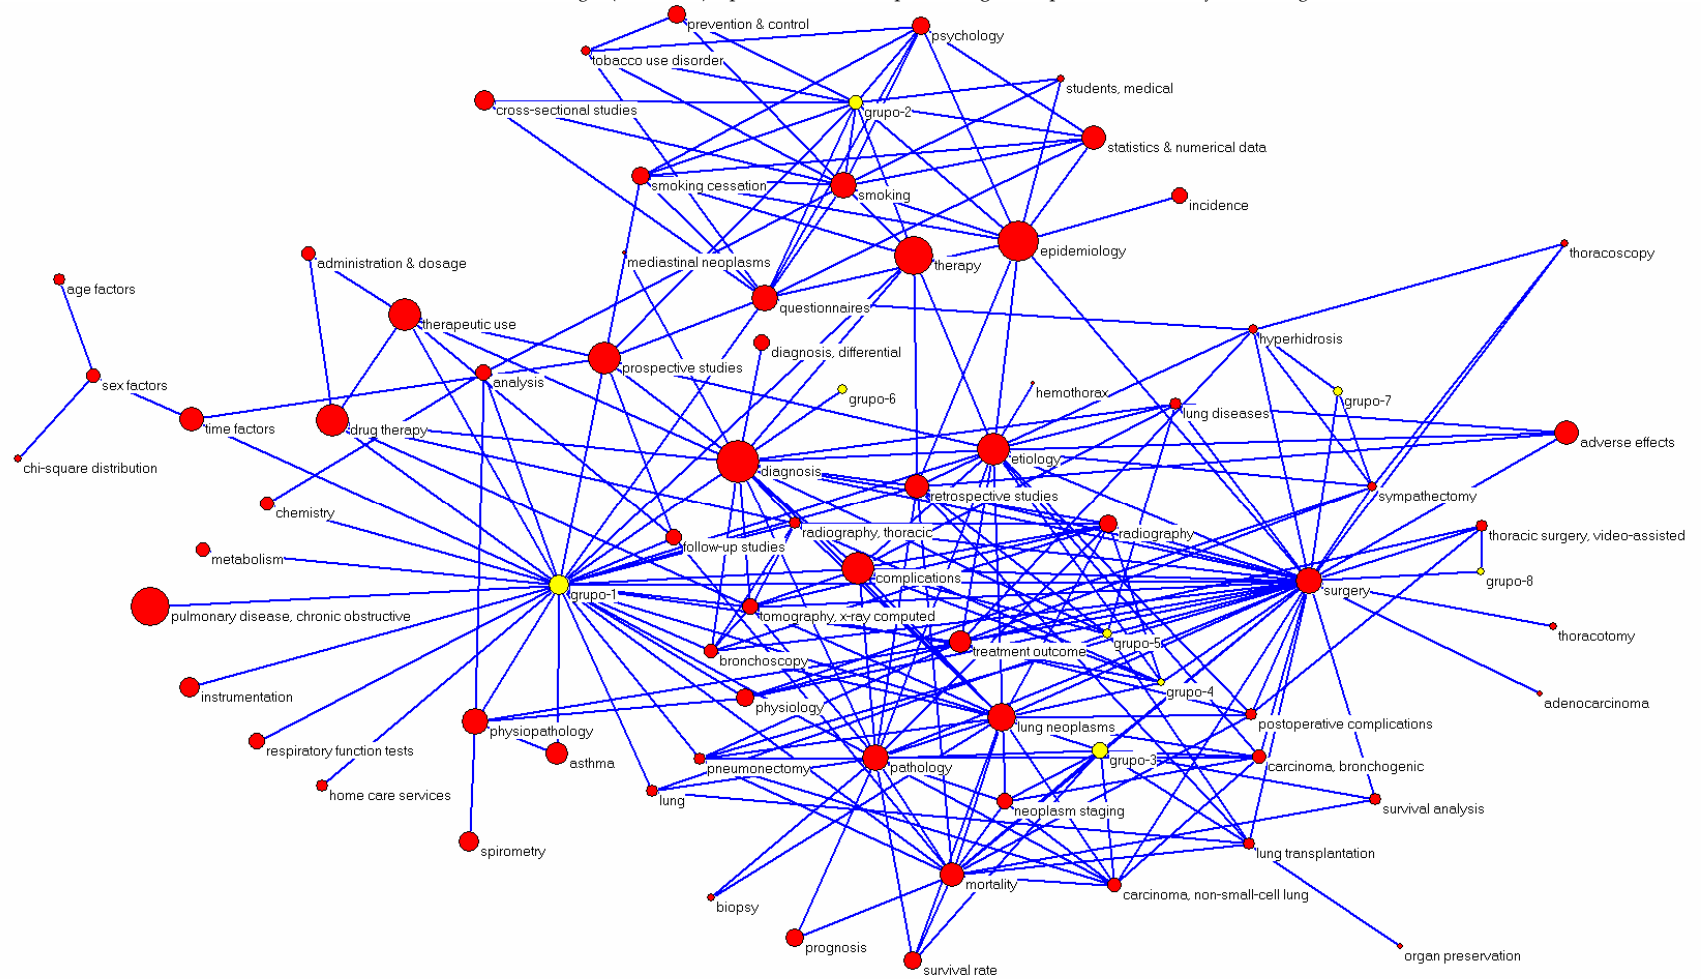 prevention & control
psychology
tobacco use disorder
students, medical
cross-sectional studies
grupo-2
statistics & numerical data
smoking cessation
smoking
incidence
epidemiology
therapy
mediastinal neoplasms
thoracoscopy
administration & dosage
age factors
questionnaires
therapeutic use
hyperhidrosis
diagnosis, differential
prospective studies
analysis
sex factors
hemothorax
grupo-6
grupo-7
lung diseases
time factors
drug therapy
adverse effects
etiology
chi-square distribution
diagnosis
retrospective studies
sympathectomy
chemistry
radiography, thoracic
radiography
thoracic surgery, video-assisted
follow-up studies
metabolism
complications
grupo-8
surgery
grupo-1
pulmonary disease, chronic obstructive
tomography, x-ray computed
thoracotomy
grupo-5
treatment outcome
bronchoscopy
grupo-4
instrumentation
adenocarcinoma
physiology
postoperative complications
lung neoplasms
physiopathology
respiratory function tests
grupo-3
asthma
pneumonectomy
pathology
carcinoma, bronchogenic
home care services
lung
neoplasm staging
survival analysis
spirometry
lung transplantation
mortality
carcinoma, non-small-cell lung
biopsy
prognosis
organ preservation
survival rate